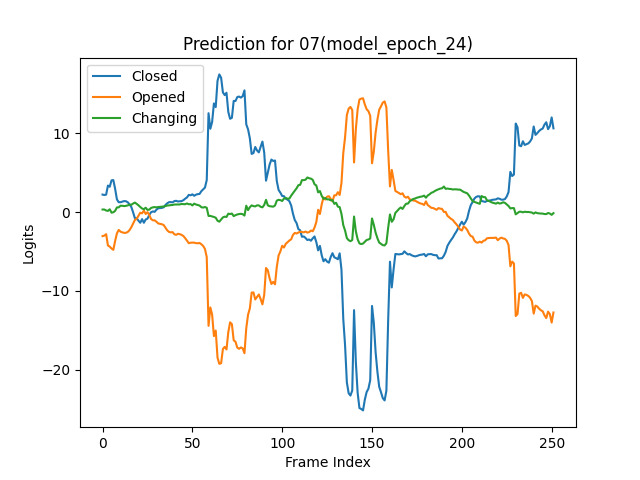 Prediction for 07(model_epoch_24)
Closed
Opened
Changing
10
0
−10
−20
Logits
0
50
100
150
200
250
Frame Index